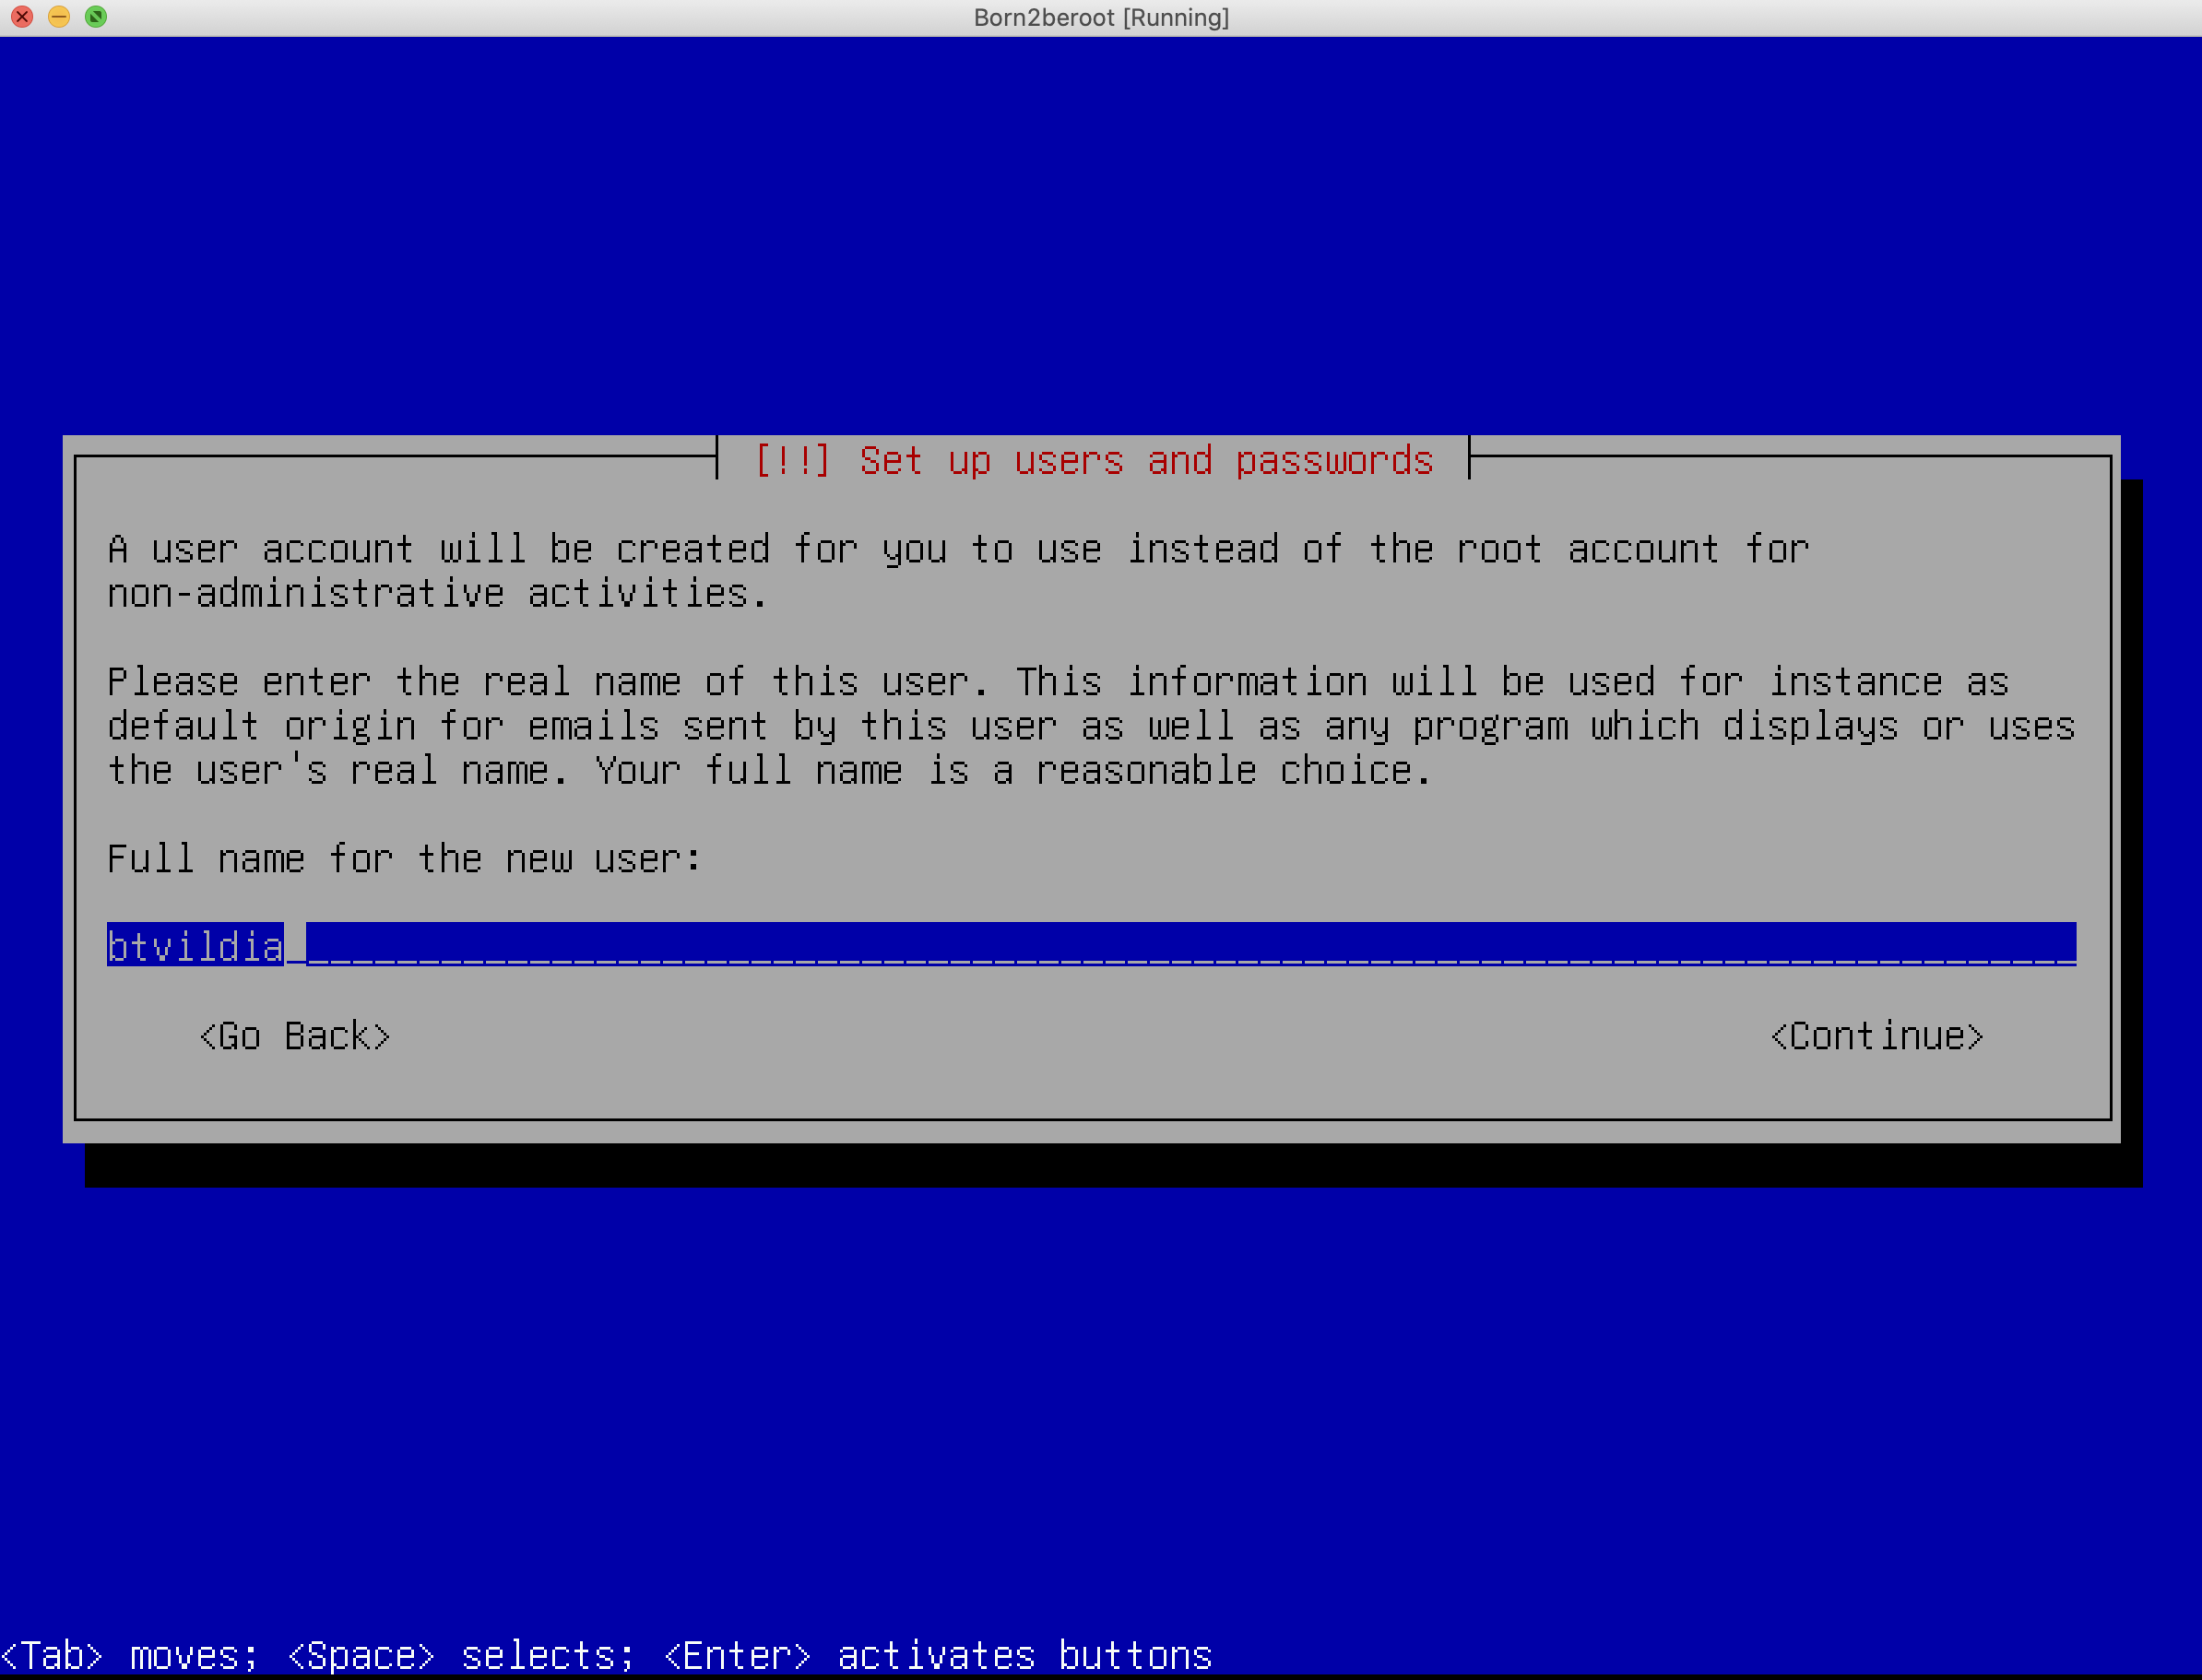 Born2beroot [Running]
[!!] Set up users and passwords
A user account will be created for you to use instead of the root account for
non-administrative activities.
Please enter the real name of this user. This information will be used for instance as
default origin for emails sent by this user as well as any program which displays or uses
the user's real name. Your full name is a reasonable choice.
Full name for the new user:
btvildia
<Go Back> <Continue>
<Tab> moves; <Space> selects; <Enter> activates buttons